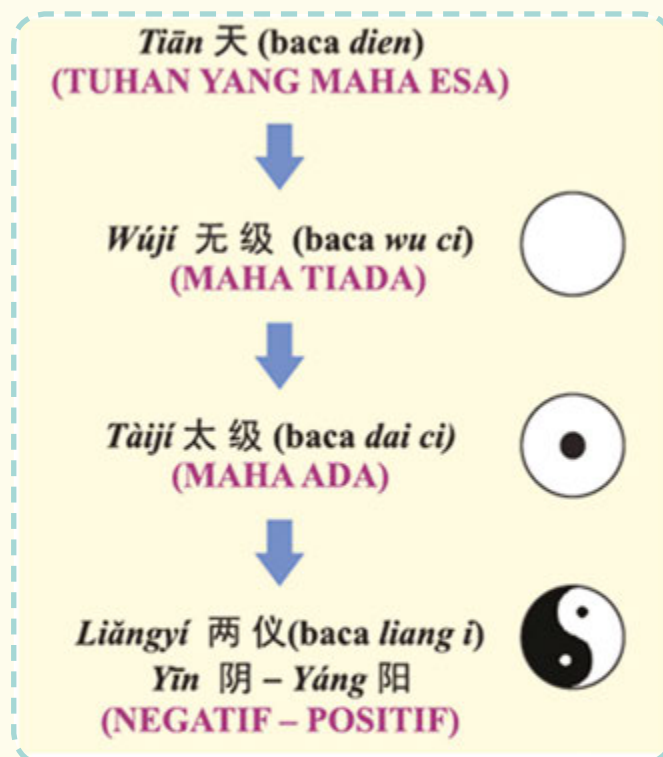 Tiān 天 (baca dien)
(TUHAN YANG MAHA ESA)
Wújí 无 级 (baca wu ci)
(MAHA TIADA)
Tàijí 太 级 (baca dai ci)
(MAHA ADA)
Liǎngyí 两 仪(baca liang i)
Yīn 阴 – Yáng 阳
(NEGATIF – POSITIF)